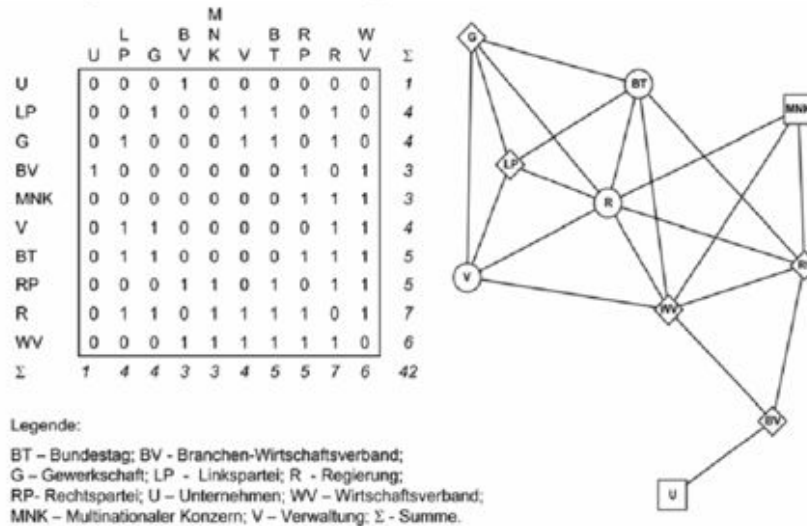 M
L B N B R W
U P G V K V T P R V Σ
U 0 0 0 1 0 0 0 0 0 0 1
LP 0 0 1 0 0 1 1 0 1 0 4
G 0 1 0 0 0 1 1 0 1 0 4
BV 1 0 0 0 0 0 0 1 0 1 3
MNK 0 0 0 0 0 0 0 1 1 1 3
V 0 1 1 0 0 0 0 0 1 1 4
BT 0 1 1 0 0 0 0 1 1 1 5
RP 0 0 0 1 1 0 1 0 1 1 5
R 0 1 1 0 1 1 1 1 0 1 7
WV 0 0 0 1 1 1 1 1 1 0 6
Σ 1 4 4 3 3 4 5 5 7 6 42
G
BT
MNK
LP
R
V
WV
BV
U
Legende:
BT – Bundestag; BV - Branchen-Wirtschaftsverband;
G – Gewerkschaft; LP - Linkspartei; R - Regierung;
RP- Rechtspartei; U – Unternehmen; WV – Wirtschaftsverband;
MNK – Multinationaler Konzern; V – Verwaltung; Σ - Summe.